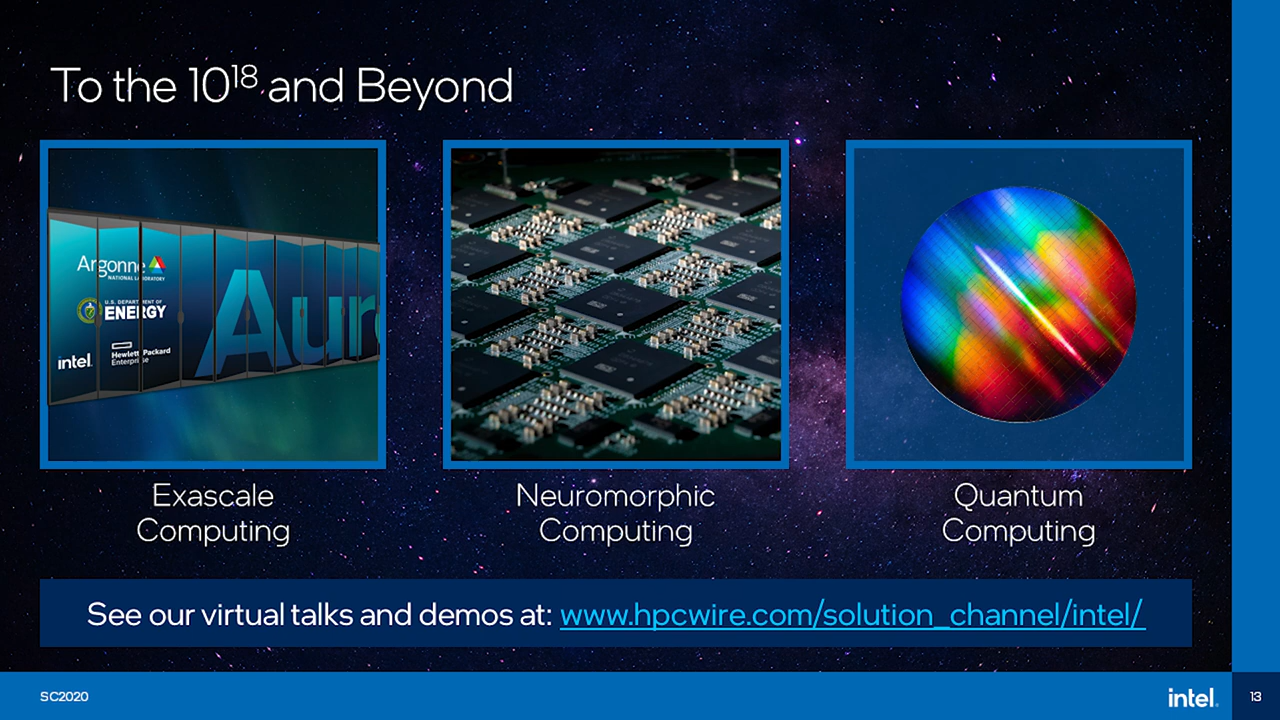 To the 10¹⁸ and Beyond
Argonne
NATIONAL LABORATORY
U.S. DEPARTMENT OF
ENERGY
intel.
Hewlett Packard
Enterprise
Aur
Exascale
Computing
Neuromorphic
Computing
Quantum
Computing
See our virtual talks and demos at: www.hpcwire.com/solution_channel/intel/
SC2020
intel.
13